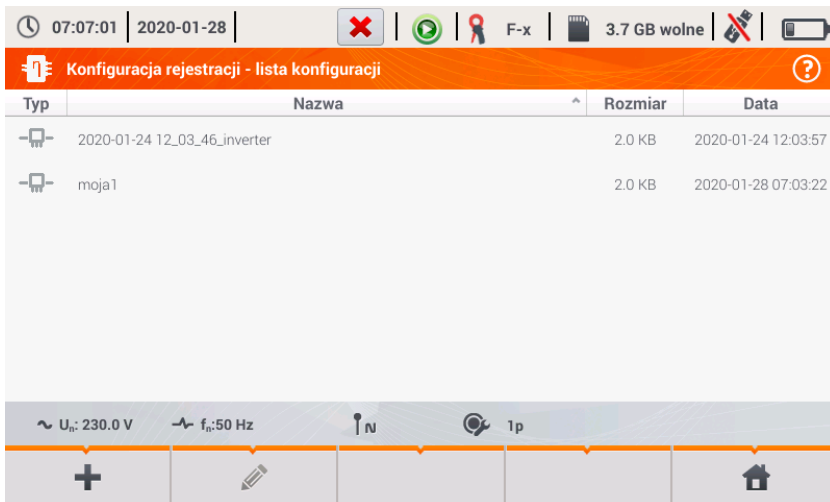 07:07:01 2020-01-28 F-x 3.7 GB wolne
Konfiguracja rejestracji - lista konfiguracji ?
Typ Nazwa Rozmiar Data
2020-01-24 12_03_46_inverter 2.0 KB 2020-01-24 12:03:57
moja1 2.0 KB 2020-01-28 07:03:22
Uₙ: 230.0 V fₙ:50 Hz N 1p